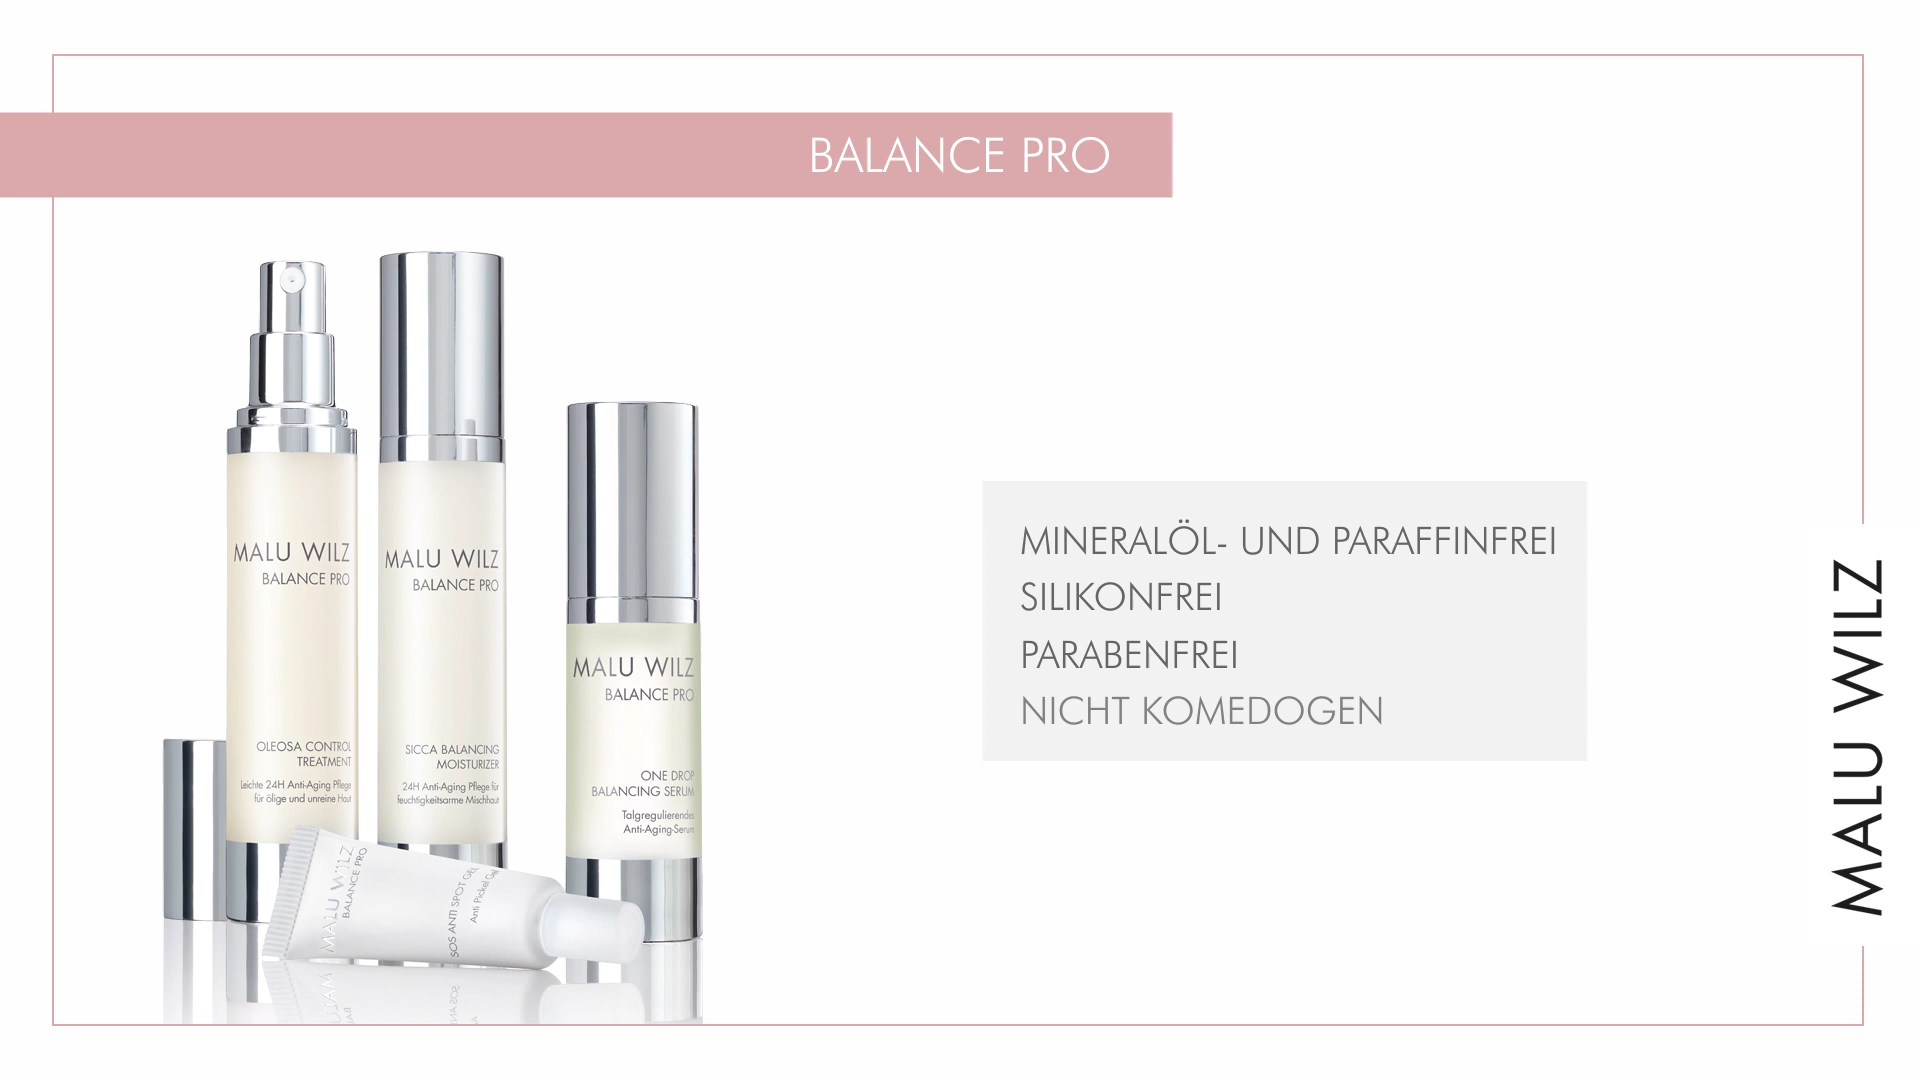 BALANCE PRO
MALU WILZ
BALANCE PRO
OLEOSA CONTROL
TREATMENT
Leichte 24H Anti-Aging Pflege
für ölige und unreine Haut
MALU WILZ
BALANCE PRO
SICCA BALANCING
MOISTURIZER
24H Anti-Aging Pflege für
feuchtigkeitsarme Mischhaut
MALU WILZ
BALANCE PRO
ONE DROP
BALANCING SERUM
Talgregulierendes
Anti-Aging-Serum
MALU WILZ
BALANCE PRO
SOS ANTI SPOT GEL
Anti Pickel Gel
MINERALÖL- UND PARAFFINFREI
SILIKONFREI
PARABENFREI
NICHT KOMEDOGEN
MALU WILZ